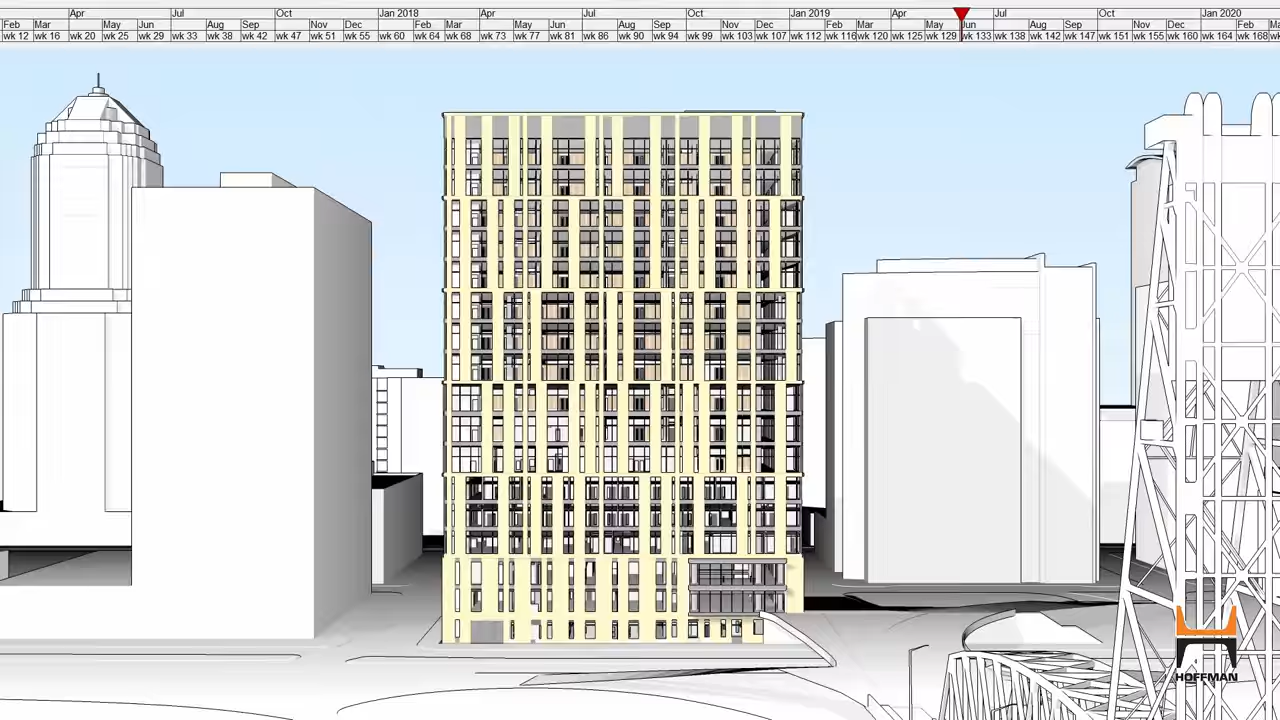 Apr Jul Oct Jan 2018 Apr Jul Oct Jan 2019 Apr Jul Oct Jan 2020
Feb Mar May Jun Aug Sep Nov Dec Feb Mar May Jun Aug Sep Nov Dec Feb Mar May Jun Aug Sep Nov Dec Feb
wk 12 wk 16 wk 20 wk 25 wk 29 wk 33 wk 38 wk 42 wk 47 wk 51 wk 55 wk 60 wk 64 wk 68 wk 73 wk 77 wk 81 wk 86 wk 90 wk 94 wk 99 wk 103 wk 107 wk 112 wk 116 wk 120 wk 125 wk 129 wk 133 wk 138 wk 142 wk 147 wk 151 wk 155 wk 160 wk 164 wk 168
HOFFMAN